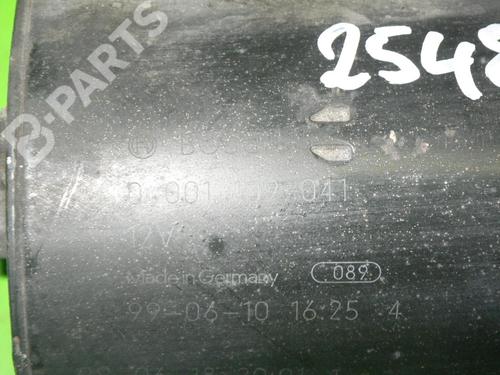 B-PARTS
2548
BOSCH
0 001 109 041
12V
Made in Germany 089
99-06-10 16:25 4